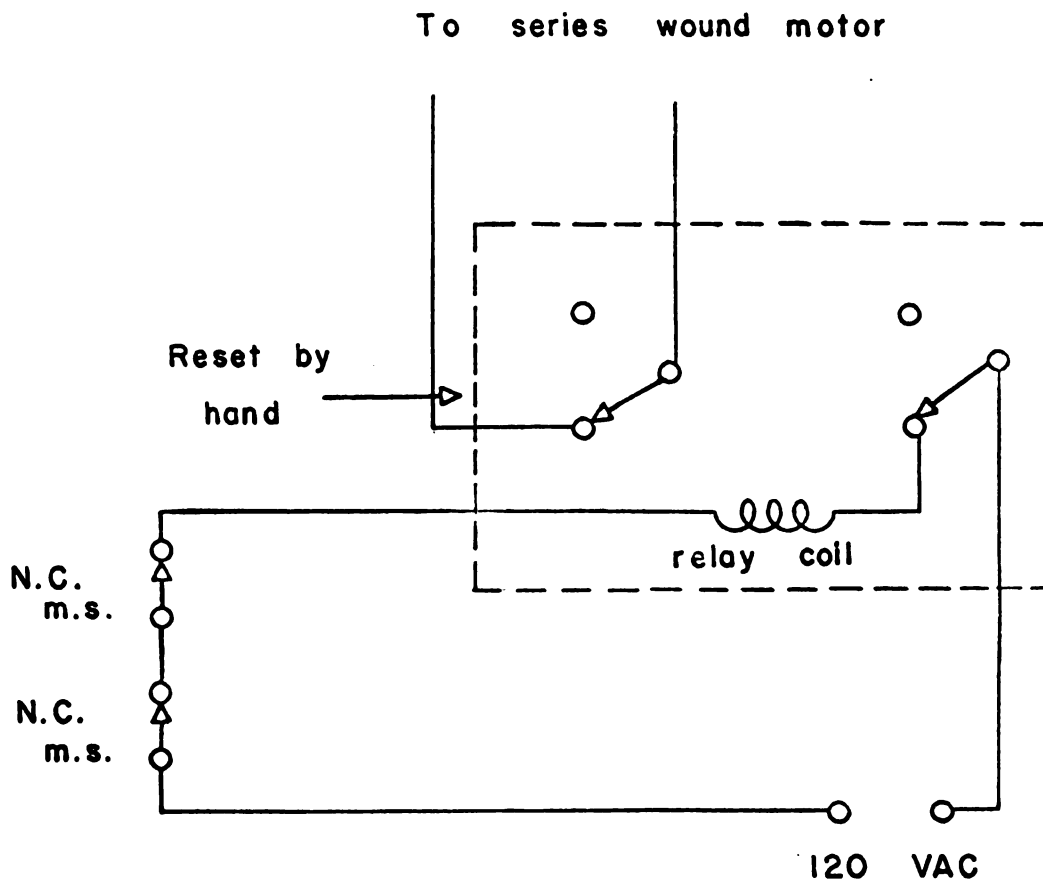 To series wound motor
Reset by
hand
relay coil
N.C.
m.s.
N.C.
m.s.
120 VAC